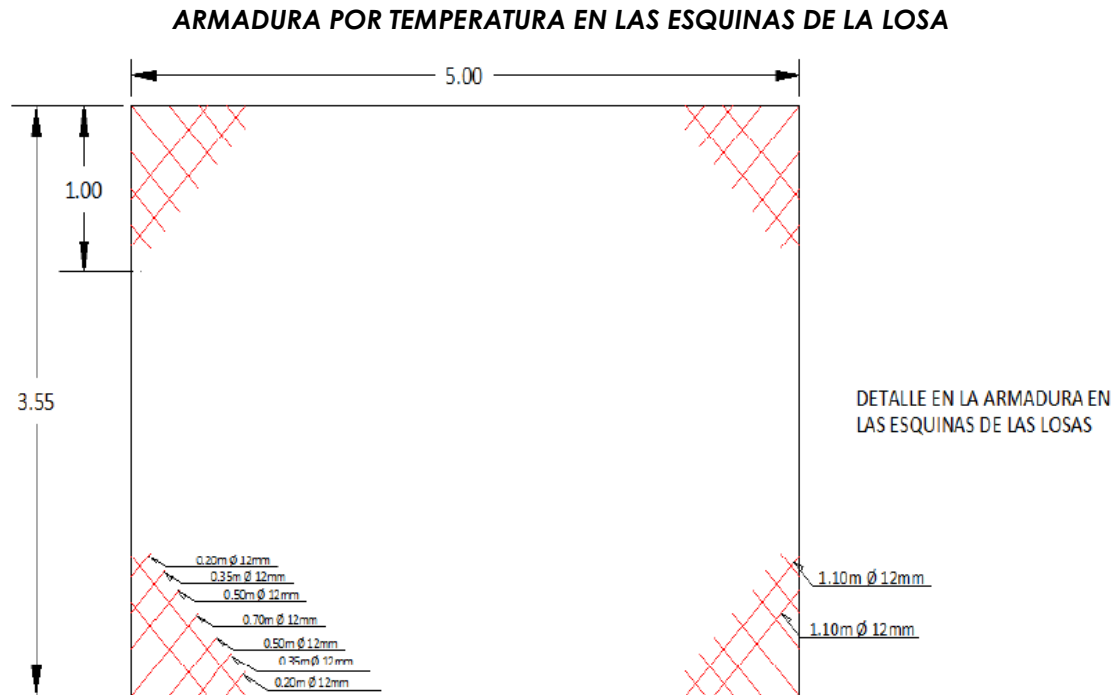 ARMADURA POR TEMPERATURA EN LAS ESQUINAS DE LA LOSA
5.00
1.00
3.55
DETALLE EN LA ARMADURA EN
LAS ESQUINAS DE LAS LOSAS
0.20m Ø 12mm
0.35m Ø 12mm
0.50m Ø 12mm
0.70m Ø 12mm
0.50m Ø 12mm
0.35m Ø 12mm
0.20m Ø 12mm
1.10m Ø 12mm
1.10m Ø 12mm